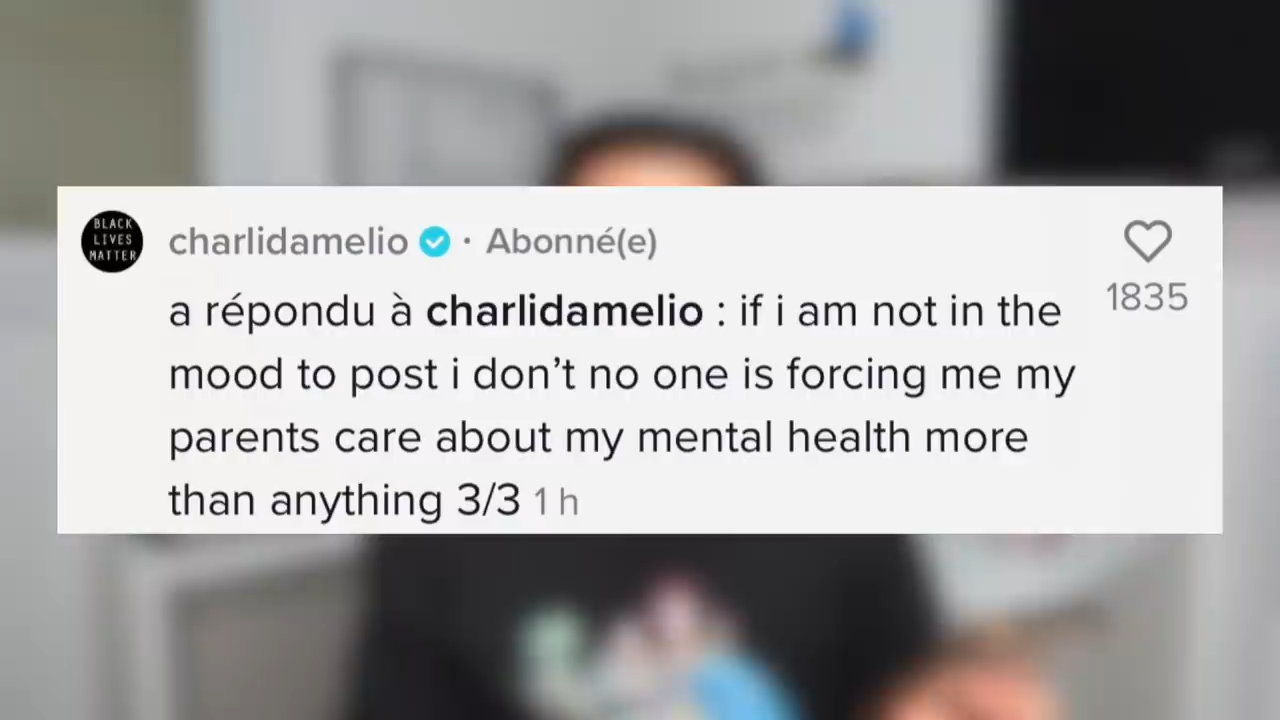 BLACK
LIVES
MATTER
charlidamelio · Abonné(e)
a répondu à charlidamelio : if i am not in the
mood to post i don’t no one is forcing me my
parents care about my mental health more
than anything 3/3 1 h
1835